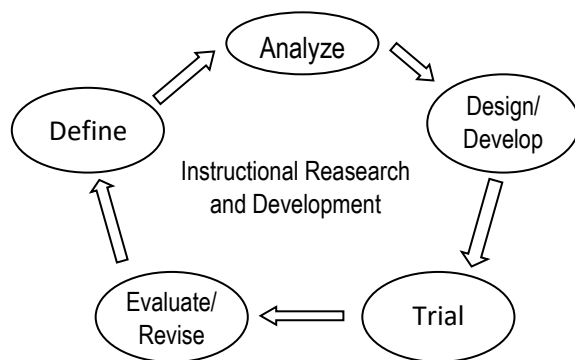 Analyze
Define
Design/
Develop
Instructional Reasearch
and Development
Evaluate/
Revise
Trial